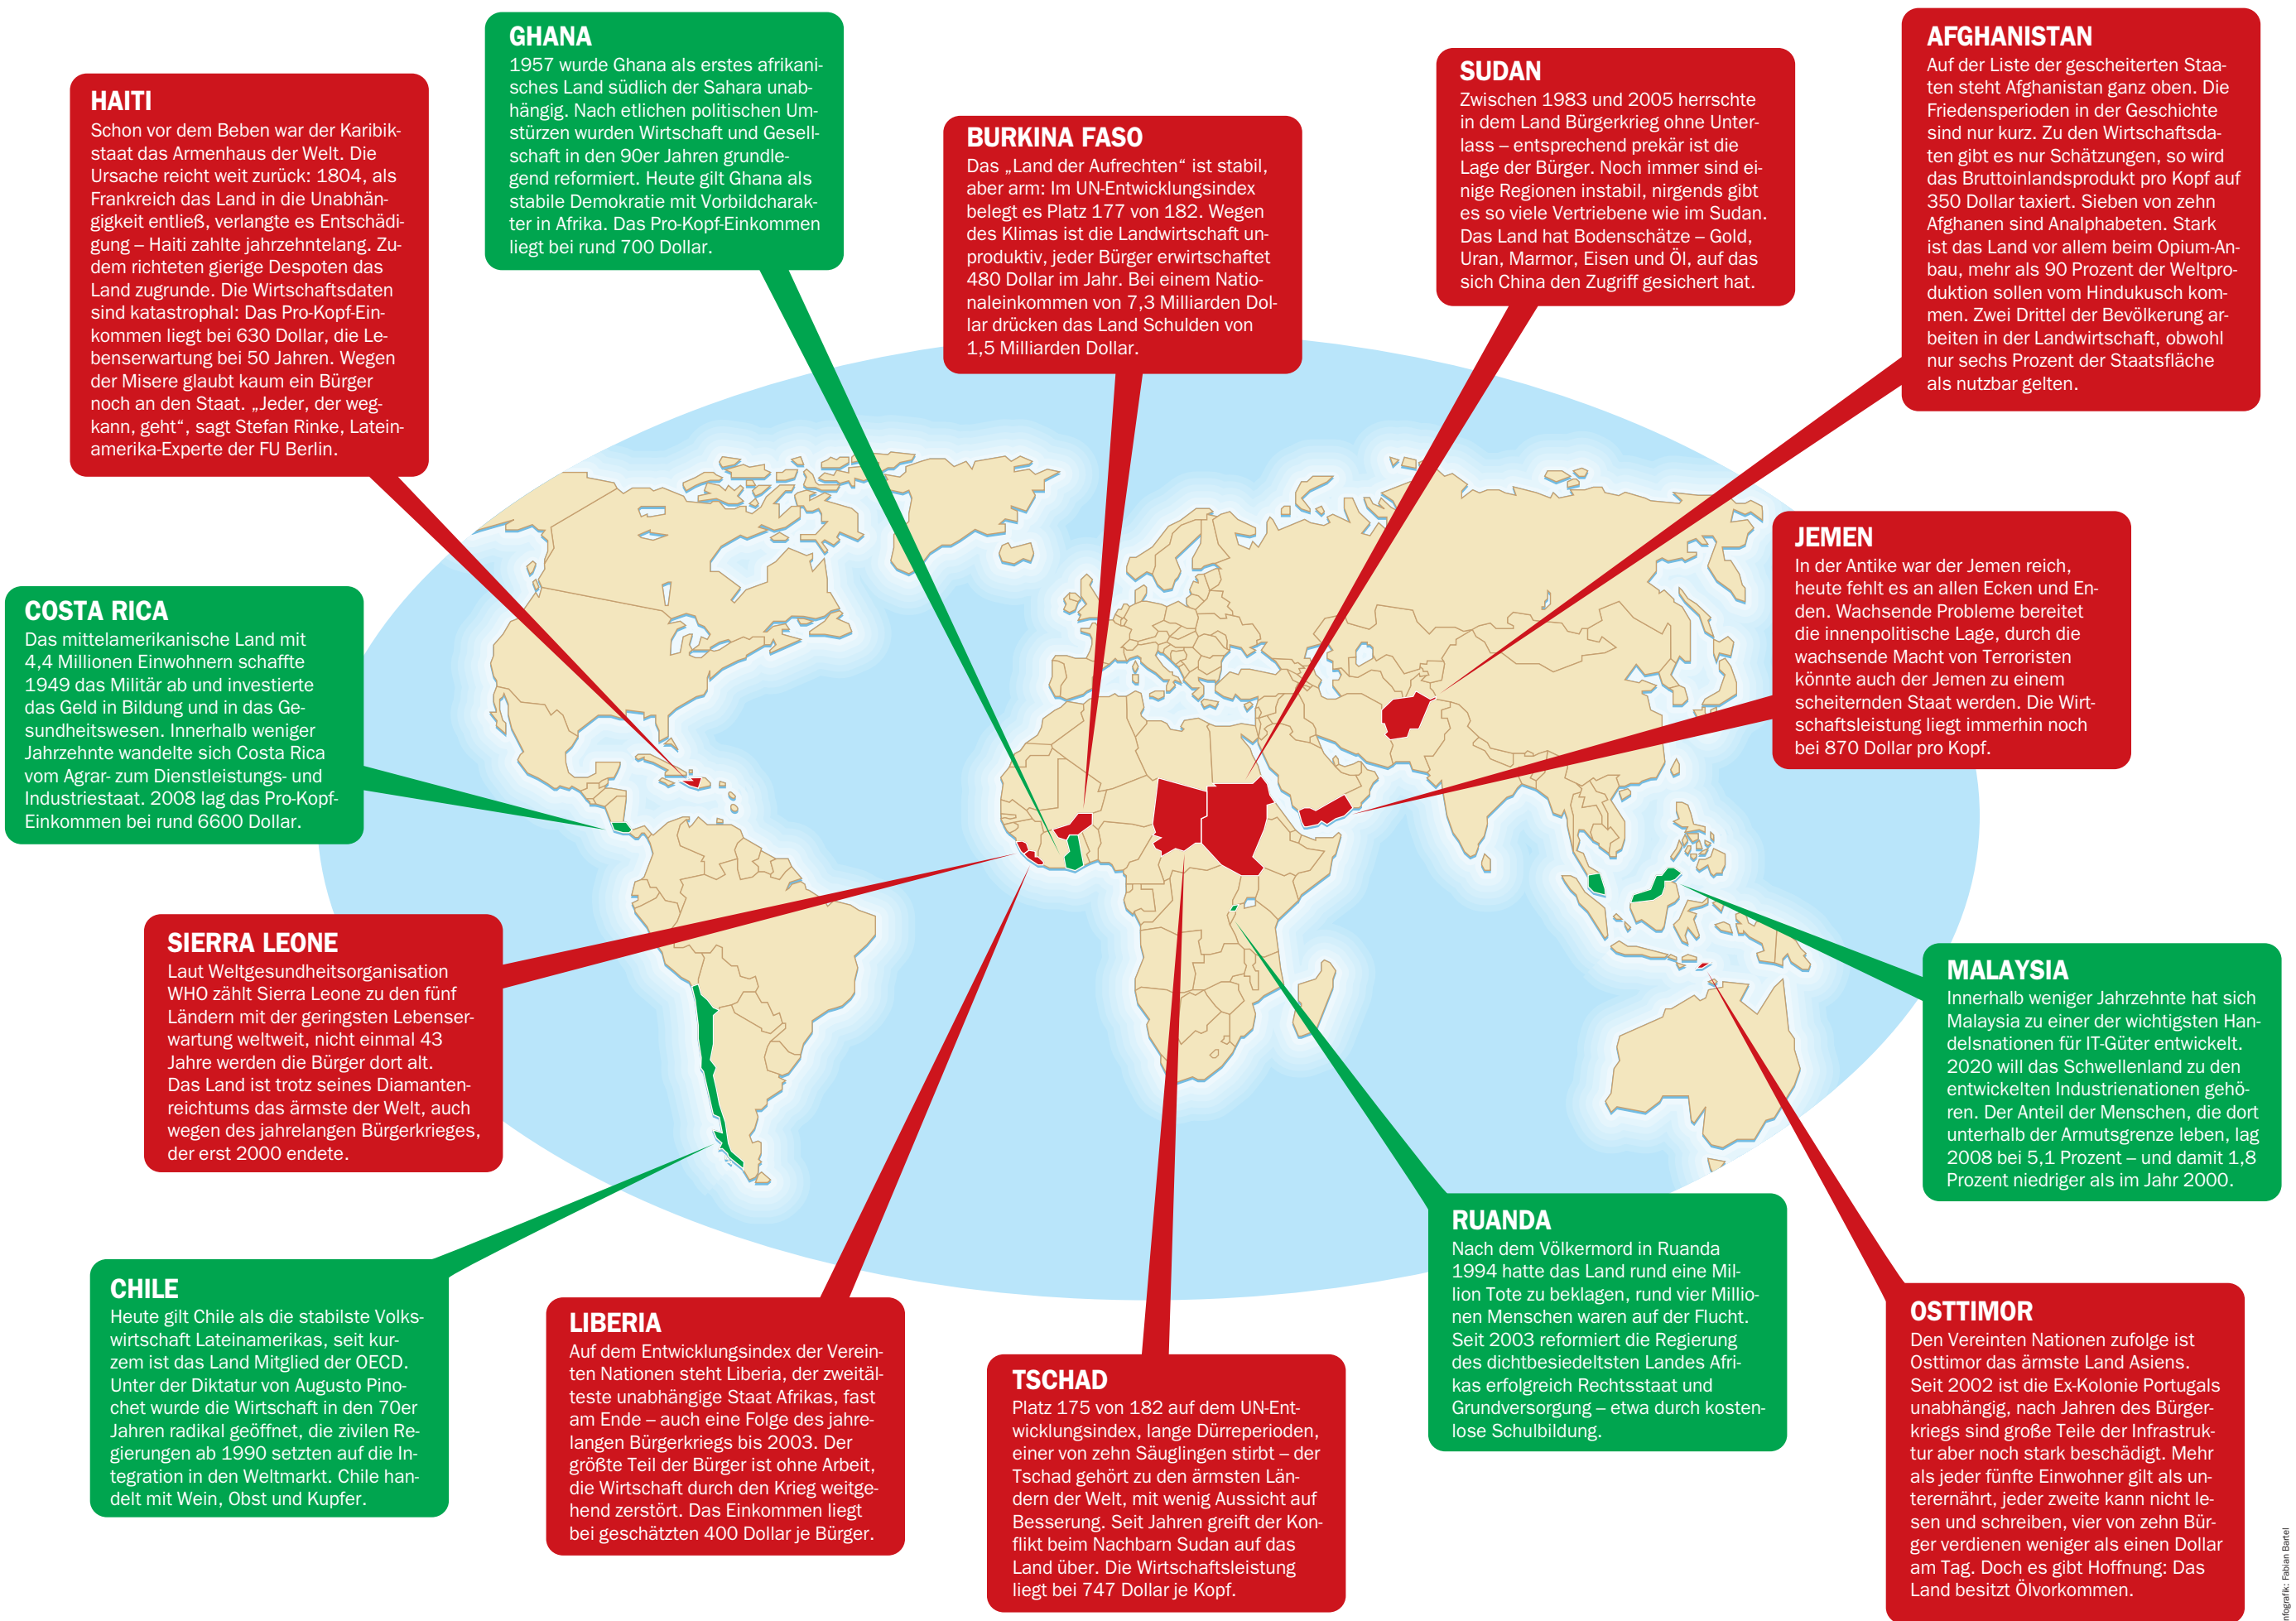 GHANA
1957 wurde Ghana als erstes afrikani-
sches Land südlich der Sahara unab-
hängig. Nach etlichen politischen Um-
stürzen wurden Wirtschaft und Gesell-
schaft in den 90er Jahren grundle-
gend reformiert. Heute gilt Ghana als
stabile Demokratie mit Vorbildcharak-
ter in Afrika. Das Pro-Kopf-Einkommen
liegt bei rund 700 Dollar.
AFGHANISTAN
Auf der Liste der gescheiterten Staa-
ten steht Afghanistan ganz oben. Die
Friedensperioden in der Geschichte
sind nur kurz. Zu den Wirtschaftsda-
ten gibt es nur Schätzungen, so wird
das Bruttoinlandsprodukt pro Kopf auf
350 Dollar taxiert. Sieben von zehn
Afghanen sind Analphabeten. Stark
ist das Land vor allem beim Opium-An-
bau, mehr als 90 Prozent der Weltpro-
duktion sollen vom Hindukusch kom-
men. Zwei Drittel der Bevölkerung ar-
beiten in der Landwirtschaft, obwohl
nur sechs Prozent der Staatsfläche
als nutzbar gelten.
SUDAN
Zwischen 1983 und 2005 herrschte
in dem Land Bürgerkrieg ohne Unter-
lass – entsprechend prekär ist die
Lage der Bürger. Noch immer sind ei-
nige Regionen instabil, nirgends gibt
es so viele Vertriebene wie im Sudan.
Das Land hat Bodenschätze – Gold,
Uran, Marmor, Eisen und Öl, auf das
sich China den Zugriff gesichert hat.
HAITI
Schon vor dem Beben war der Karibik-
staat das Armenhaus der Welt. Die
Ursache reicht weit zurück: 1804, als
Frankreich das Land in die Unabhän-
gigkeit entließ, verlangte es Entschädi-
gung – Haiti zahlte jahrzehntelang. Zu-
dem richteten gierige Despoten das
Land zugrunde. Die Wirtschaftsdaten
sind katastrophal: Das Pro-Kopf-Ein-
kommen liegt bei 630 Dollar, die Le-
benserwartung bei 50 Jahren. Wegen
der Misere glaubt kaum ein Bürger
noch an den Staat. „Jeder, der weg-
kann, geht“, sagt Stefan Rinke, Latein-
amerika-Experte der FU Berlin.
BURKINA FASO
Das „Land der Aufrechten“ ist stabil,
aber arm: Im UN-Entwicklungsindex
belegt es Platz 177 von 182. Wegen
des Klimas ist die Landwirtschaft un-
produktiv, jeder Bürger erwirtschaftet
480 Dollar im Jahr. Bei einem Natio-
naleinkommen von 7,3 Milliarden Dol-
lar drücken das Land Schulden von
1,5 Milliarden Dollar.
JEMEN
In der Antike war der Jemen reich,
heute fehlt es an allen Ecken und En-
den. Wachsende Probleme bereitet
die innenpolitische Lage, durch die
wachsende Macht von Terroristen
könnte auch der Jemen zu einem
scheiternden Staat werden. Die Wirt-
schaftsleistung liegt immerhin noch
bei 870 Dollar pro Kopf.
COSTA RICA
Das mittelamerikanische Land mit
4,4 Millionen Einwohnern schaffte
1949 das Militär ab und investierte
das Geld in Bildung und in das Ge-
sundheitswesen. Innerhalb weniger
Jahrzehnte wandelte sich Costa Rica
vom Agrar- zum Dienstleistungs- und
Industriestaat. 2008 lag das Pro-Kopf-
Einkommen bei rund 6600 Dollar.
SIERRA LEONE
Laut Weltgesundheitsorganisation
WHO zählt Sierra Leone zu den fünf
Ländern mit der geringsten Lebenser-
wartung weltweit, nicht einmal 43
Jahre werden die Bürger dort alt.
Das Land ist trotz seines Diamanten-
reichtums das ärmste der Welt, auch
wegen des jahrelangen Bürgerkrieges,
der erst 2000 endete.
MALAYSIA
Innerhalb weniger Jahrzehnte hat sich
Malaysia zu einer der wichtigsten Han-
delsnationen für IT-Güter entwickelt.
2020 will das Schwellenland zu den
entwickelten Industrienationen gehö-
ren. Der Anteil der Menschen, die dort
unterhalb der Armutsgrenze leben, lag
2008 bei 5,1 Prozent – und damit 1,8
Prozent niedriger als im Jahr 2000.
CHILE
Heute gilt Chile als die stabilste Volks-
wirtschaft Lateinamerikas, seit kur-
zem ist das Land Mitglied der OECD.
Unter der Diktatur von Augusto Pino-
chet wurde die Wirtschaft in den 70er
Jahren radikal geöffnet, die zivilen Re-
gierungen ab 1990 setzten auf die In-
tegration in den Weltmarkt. Chile han-
delt mit Wein, Obst und Kupfer.
LIBERIA
Auf dem Entwicklungsindex der Verein-
ten Nationen steht Liberia, der zweitäl-
teste unabhängige Staat Afrikas, fast
am Ende – auch eine Folge des jahre-
langen Bürgerkriegs bis 2003. Der
größte Teil der Bürger ist ohne Arbeit,
die Wirtschaft durch den Krieg weitge-
hend zerstört. Das Einkommen liegt
bei geschätzten 400 Dollar je Bürger.
TSCHAD
Platz 175 von 182 auf dem UN-Ent-
wicklungsindex, lange Dürreperioden,
einer von zehn Säuglingen stirbt – der
Tschad gehört zu den ärmsten Län-
dern der Welt, mit wenig Aussicht auf
Besserung. Seit Jahren greift der Kon-
flikt beim Nachbarn Sudan auf das
Land über. Die Wirtschaftsleistung
liegt bei 747 Dollar je Kopf.
RUANDA
Nach dem Völkermord in Ruanda
1994 hatte das Land rund eine Mil-
lion Tote zu beklagen, rund vier Millio-
nen Menschen waren auf der Flucht.
Seit 2003 reformiert die Regierung
des dichtbesiedeltsten Landes Afri-
kas erfolgreich Rechtsstaat und
Grundversorgung – etwa durch kosten-
lose Schulbildung.
OSTTIMOR
Den Vereinten Nationen zufolge ist
Osttimor das ärmste Land Asiens.
Seit 2002 ist die Ex-Kolonie Portugals
unabhängig, nach Jahren des Bürger-
kriegs sind große Teile der Infrastruk-
tur aber noch stark beschädigt. Mehr
als jeder fünfte Einwohner gilt als un-
terernährt, jeder zweite kann nicht le-
sen und schreiben, vier von zehn Bür-
ger verdienen weniger als einen Dollar
am Tag. Doch es gibt Hoffnung: Das
Land besitzt Ölvorkommen.
nfografik: Fabian Bartel